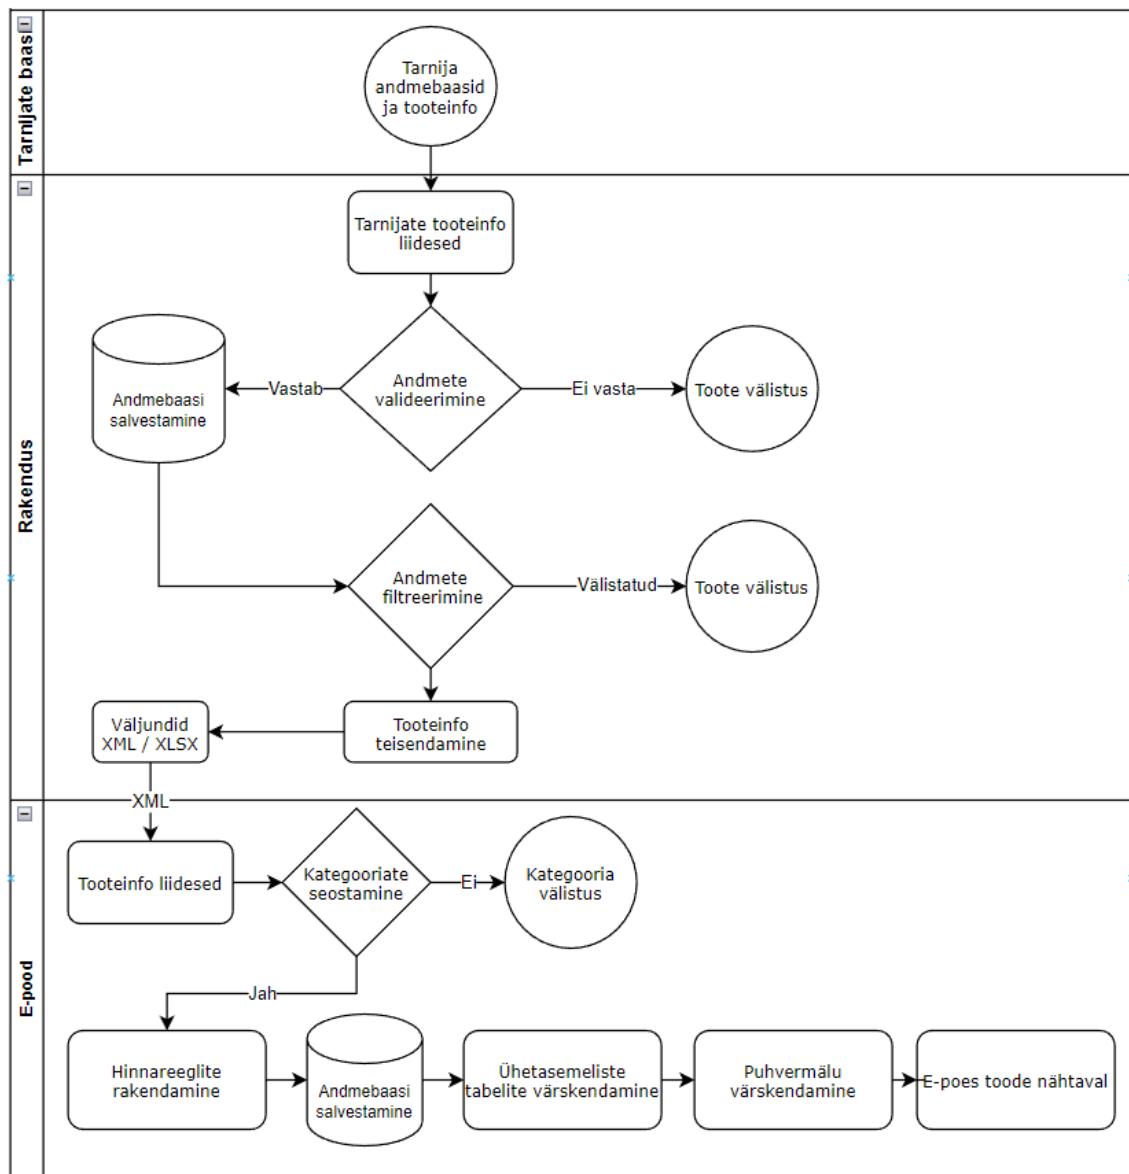 Tarnijate baas
Tarnija
andmebaasid
ja tooteinfo
Rakendus
Tarnijate tooteinfo
liidesed
Andmebaasi
salvestamine
Vastab
Andmete
valideerimine
Ei vasta
Toote välistus
Andmete
filtreerimine
Välistatud
Toote välistus
Väljundid
XML / XLSX
Tooteinfo
teisendamine
XML
E-pood
Tooteinfo liidesed
Kategooriate
seostamine
Ei
Kategooria
välistus
Jah
Hinnareeglite
rakendamine
Andmebaasi
salvestamine
Ühetasemeliste
tabelite värskendamine
Puhvermälu
värskendamine
E-poes toode nähtaval